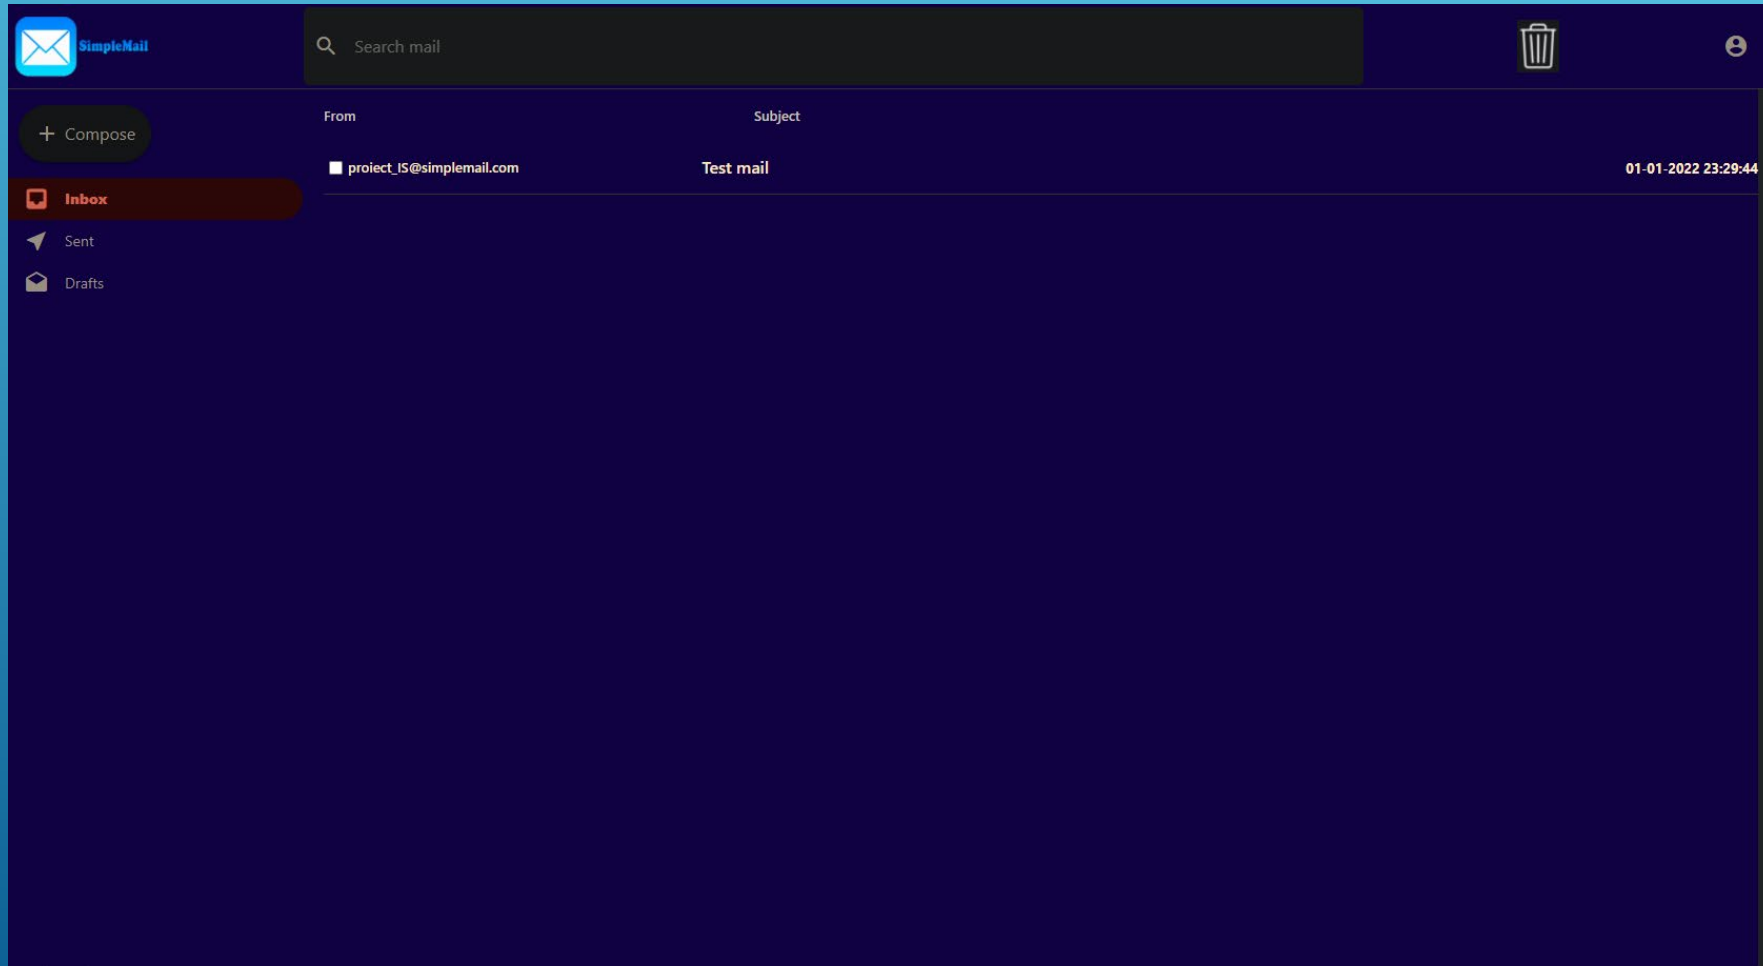 SimpleMail
Search mail
Compose
From Subject
proiect_IS@simplemail.com Test mail 01-01-2022 23:29:44
Inbox
Sent
Drafts